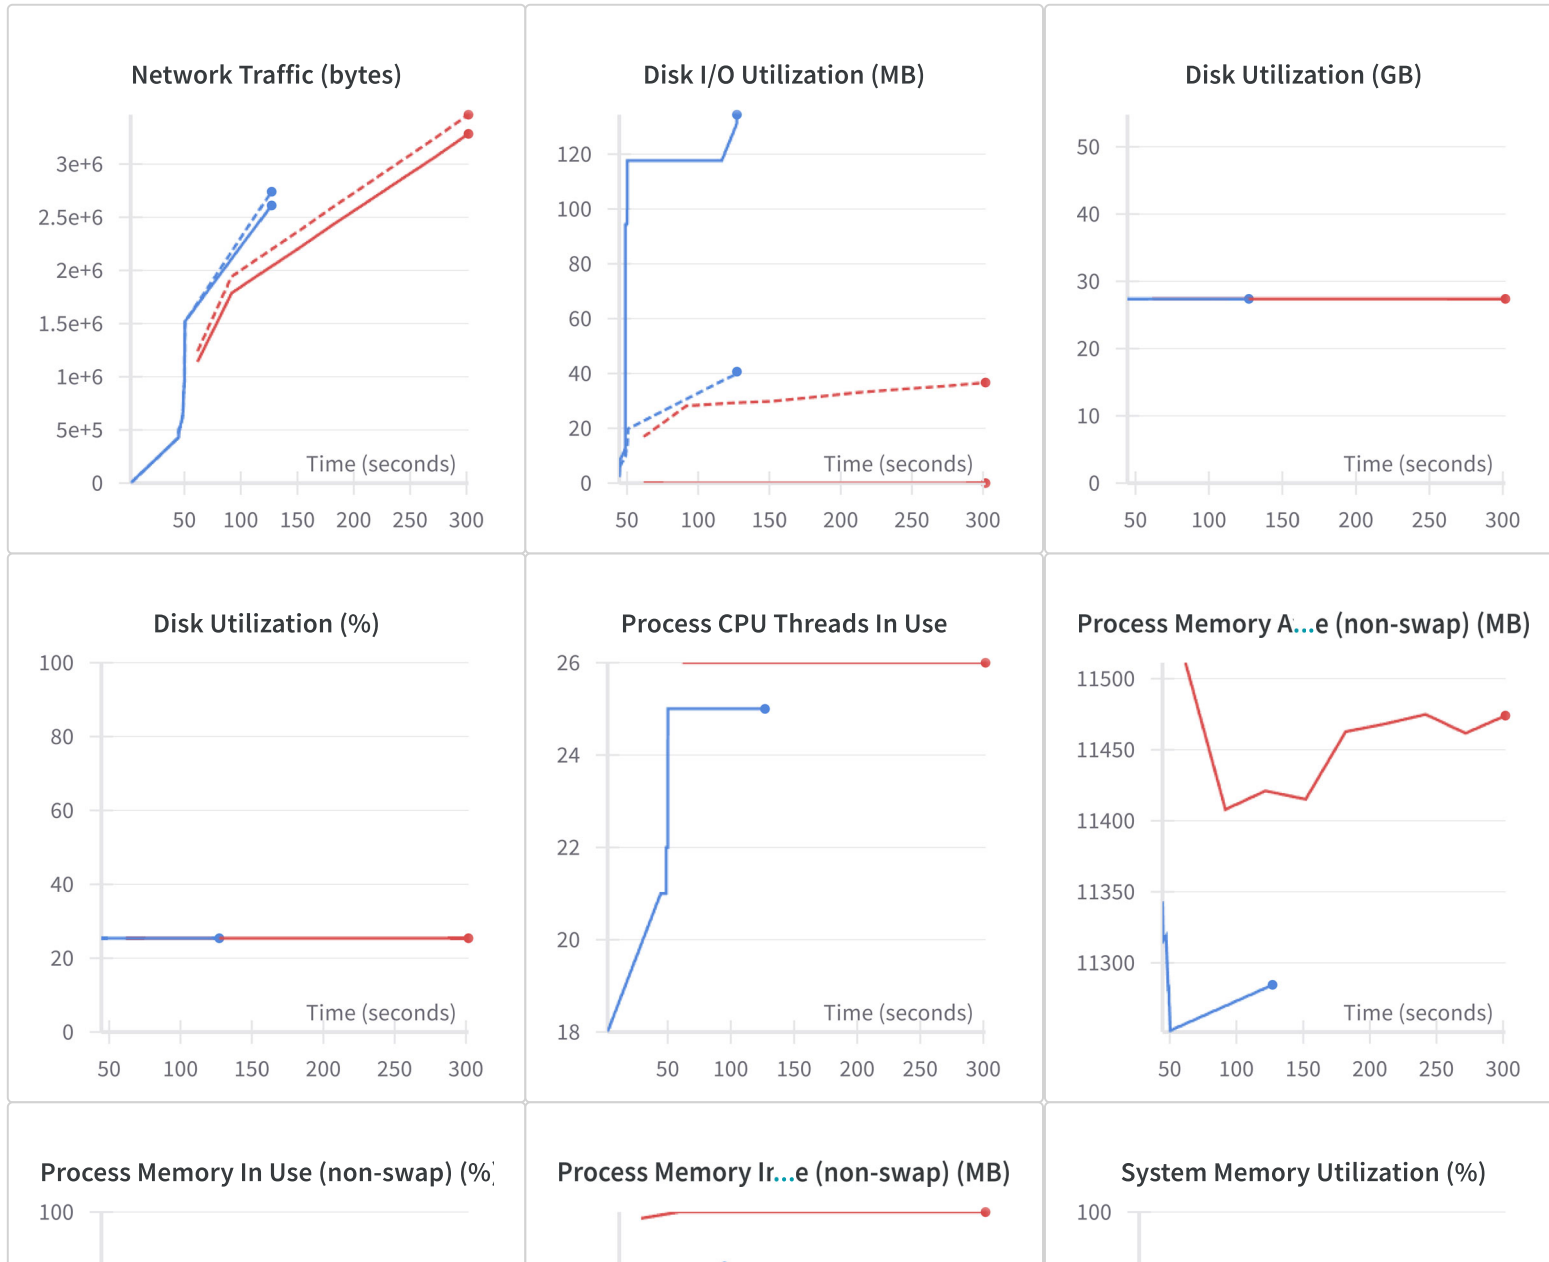 Network Traffic (bytes)
3e+6
2.5e+6
2e+6
1.5e+6
1e+6
5e+5
0
Time (seconds)
50 100 150 200 250 300
Disk I/O Utilization (MB)
120
100
80
60
40
20
0
Time (seconds)
50 100 150 200 250 300
Disk Utilization (GB)
50
40
30
20
10
0
Time (seconds)
50 100 150 200 250 300
Disk Utilization (%)
100
80
60
40
20
0
Time (seconds)
50 100 150 200 250 300
Process CPU Threads In Use
26
24
22
20
18
Time (seconds)
50 100 150 200 250 300
Process Memory A...e (non-swap) (MB)
11500
11450
11400
11350
11300
Time (seconds)
50 100 150 200 250 300
Process Memory In Use (non-swap) (%)
100
Process Memory Ir...e (non-swap) (MB)
System Memory Utilization (%)
100